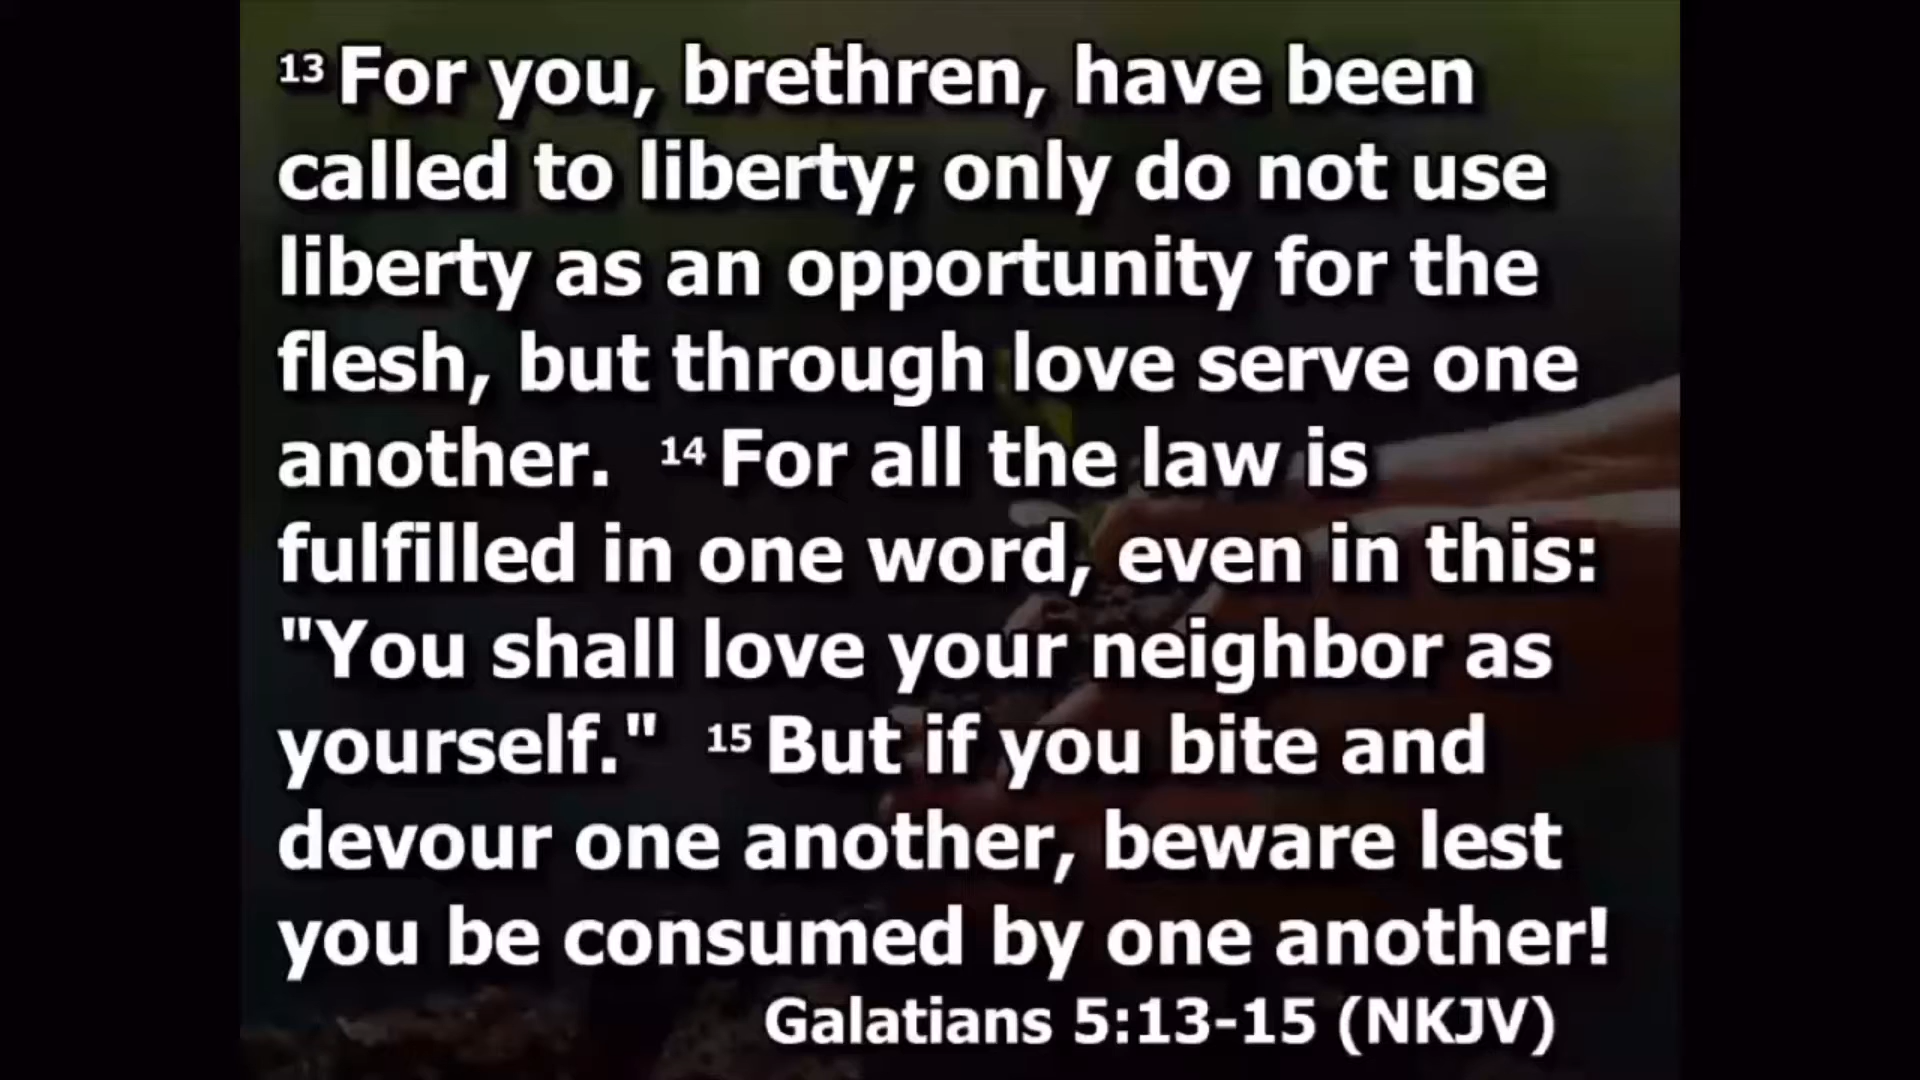 13 For you, brethren, have been
called to liberty; only do not use
liberty as an opportunity for the
flesh, but through love serve one
another. 14 For all the law is
fulfilled in one word, even in this:
"You shall love your neighbor as
yourself." 15 But if you bite and
devour one another, beware lest
you be consumed by one another!
Galatians 5:13-15 (NKJV)